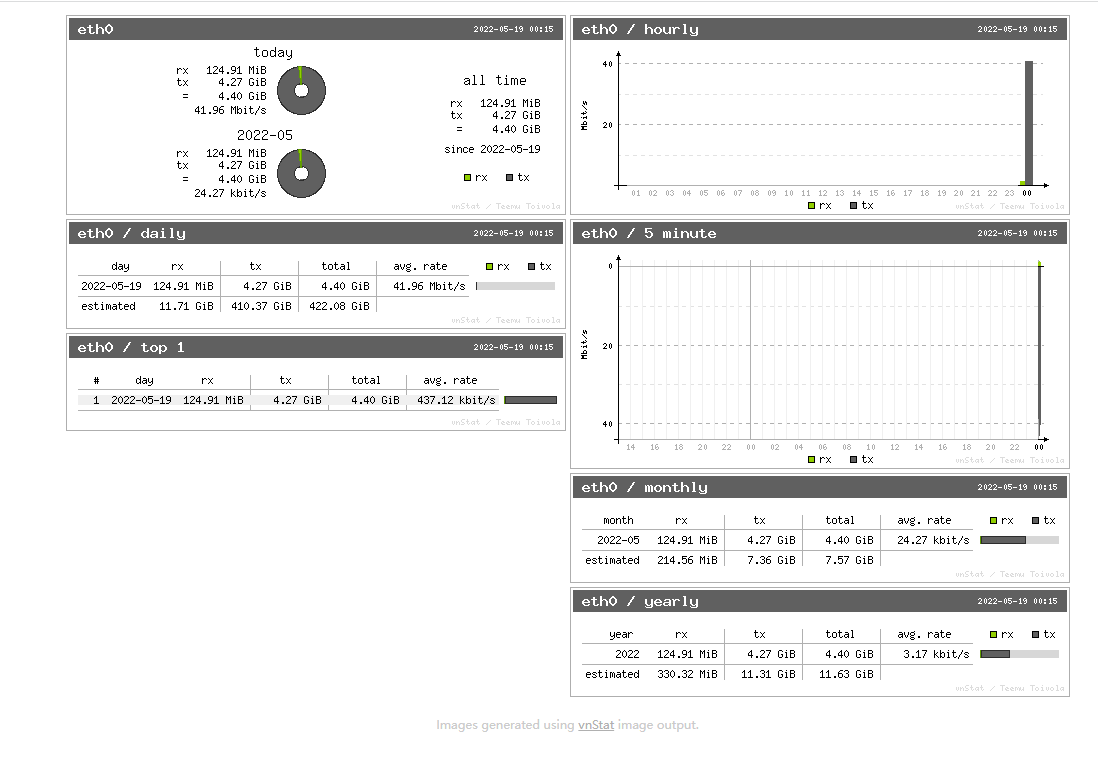 eth0 2022-05-19 00:15
today
rx 124.91 MiB
tx 4.27 GiB
= 4.40 GiB
41.96 Mbit/s
2022-05
rx 124.91 MiB
tx 4.27 GiB
= 4.40 GiB
24.27 kbit/s
all time
rx 124.91 MiB
tx 4.27 GiB
= 4.40 GiB
since 2022-05-19
rx tx
vnStat / Teemu Toivola
eth0 / hourly 2022-05-19 00:15
Mbit/s
40
20
01 02 03 04 05 06 07 08 09 10 11 12 13 14 15 16 17 18 19 20 21 22 23 00
rx tx
vnStat / Teemu Toivola
eth0 / daily 2022-05-19 00:15
day rx tx total avg. rate rx tx
2022-05-19 124.91 MiB 4.27 GiB 4.40 GiB 41.96 Mbit/s
estimated 11.71 GiB 410.37 GiB 422.08 GiB
vnStat / Teemu Toivola
eth0 / 5 minute 2022-05-19 00:15
Mbit/s
0
20
40
14 16 18 20 22 00 02 04 06 08 10 12 14 16 18 20 22 00
rx tx
vnStat / Teemu Toivola
eth0 / top 1 2022-05-19 00:15
# day rx tx total avg. rate
1 2022-05-19 124.91 MiB 4.27 GiB 4.40 GiB 437.12 kbit/s
vnStat / Teemu Toivola
eth0 / monthly 2022-05-19 00:15
month rx tx total avg. rate rx tx
2022-05 124.91 MiB 4.27 GiB 4.40 GiB 24.27 kbit/s
estimated 214.56 MiB 7.36 GiB 7.57 GiB
vnStat / Teemu Toivola
eth0 / yearly 2022-05-19 00:15
year rx tx total avg. rate rx tx
2022 124.91 MiB 4.27 GiB 4.40 GiB 3.17 kbit/s
estimated 330.32 MiB 11.31 GiB 11.63 GiB
vnStat / Teemu Toivola
Images generated using vnStat image output.